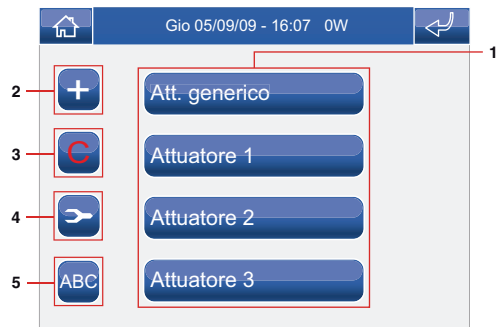 Gio 05/09/09 - 16:07 0W
1
2
+
Att. generico
3
C
Attuatore 1
4
Attuatore 2
5
ABC
Attuatore 3